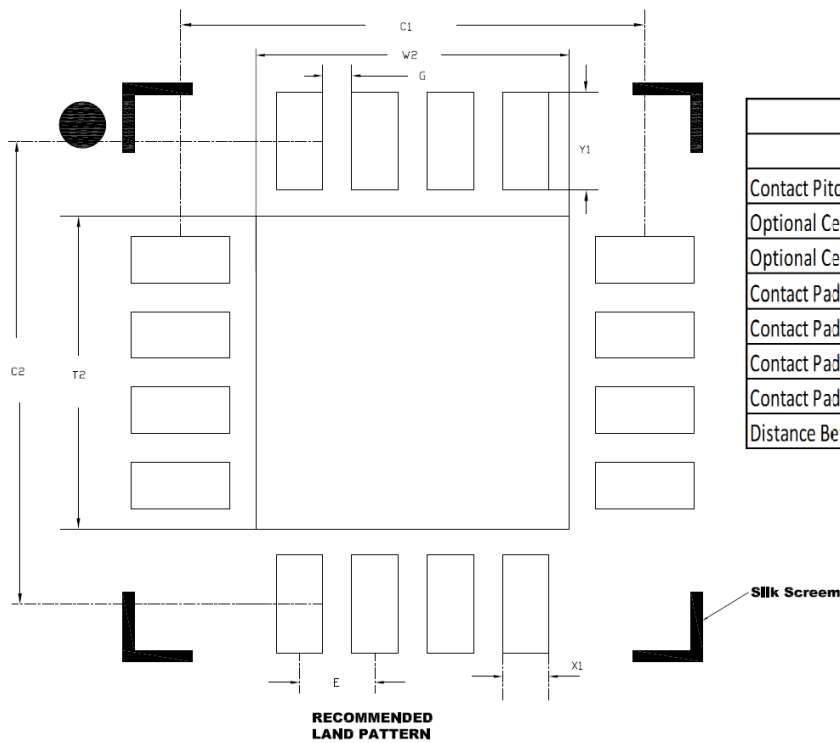 C1
W2
G
Y1
C2
T2
E
X1
Contact Pitc
Optional Ce
Optional Ce
Contact Pad
Contact Pad
Contact Pad
Contact Pad
Distance Be
Silk Screem
RECOMMENDED
LAND PATTERN